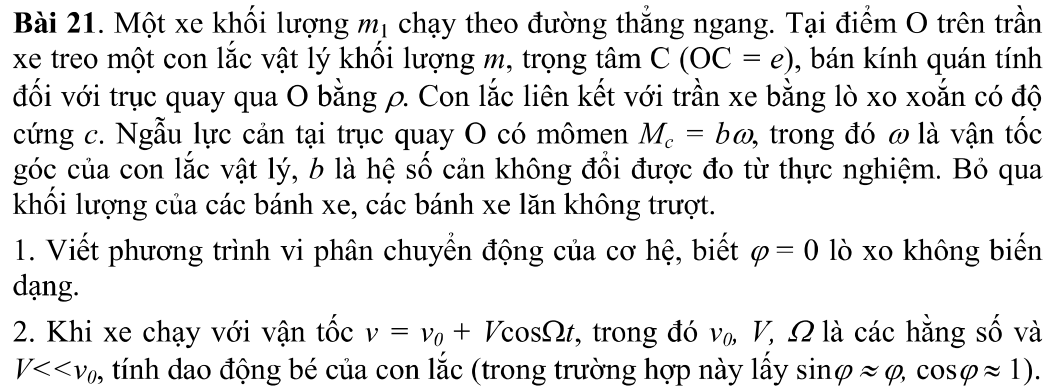 Bài 21. Một xe khối lượng m₁ chạy theo đường thẳng ngang. Tại điểm O trên trần
xe treo một con lắc vật lý khối lượng m, trọng tâm C (OC = e), bán kính quán tính
đối với trục quay qua O bằng ρ. Con lắc liên kết với trần xe bằng lò xo xoắn có độ
cứng c. Ngẫu lực cản tại trục quay O có mômen M_c = bω, trong đó ω là vận tốc
góc của con lắc vật lý, b là hệ số cản không đổi được đo từ thực nghiệm. Bỏ qua
khối lượng của các bánh xe, các bánh xe lăn không trượt.
1. Viết phương trình vi phân chuyển động của cơ hệ, biết φ = 0 lò xo không biến
dạng.
2. Khi xe chạy với vận tốc v = v₀ + VcosΩt, trong đó v₀, V, Ω là các hằng số và
V<<v₀, tính dao động bé của con lắc (trong trường hợp này lấy sinφ ≈ φ, cosφ ≈ 1).